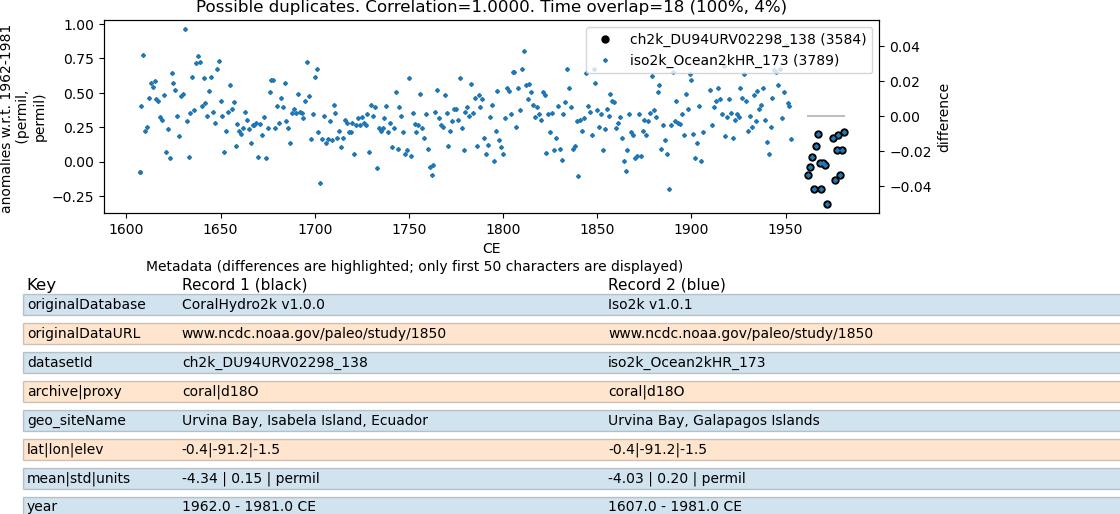 Possible duplicates. Correlation=1.0000. Time overlap=18 (100%, 4%)
anomalies w.r.t. 1962-1981
(permil,
permil)
1.00
0.75
0.50
0.25
0.00
−0.25
ch2k_DU94URV02298_138 (3584)
iso2k_Ocean2kHR_173 (3789)
0.04
0.02
0.00
−0.02
−0.04
difference
1600 1650 1700 1750 1800 1850 1900 1950
CE
Metadata (differences are highlighted; only first 50 characters are displayed)
Key Record 1 (black) Record 2 (blue)
originalDatabase CoralHydro2k v1.0.0 Iso2k v1.0.1
originalDataURL www.ncdc.noaa.gov/paleo/study/1850 www.ncdc.noaa.gov/paleo/study/1850
datasetId ch2k_DU94URV02298_138 iso2k_Ocean2kHR_173
archive|proxy coral|d18O coral|d18O
geo_siteName Urvina Bay, Isabela Island, Ecuador Urvina Bay, Galapagos Islands
lat|lon|elev -0.4|-91.2|-1.5 -0.4|-91.2|-1.5
mean|std|units -4.34 | 0.15 | permil -4.03 | 0.20 | permil
year 1962.0 - 1981.0 CE 1607.0 - 1981.0 CE